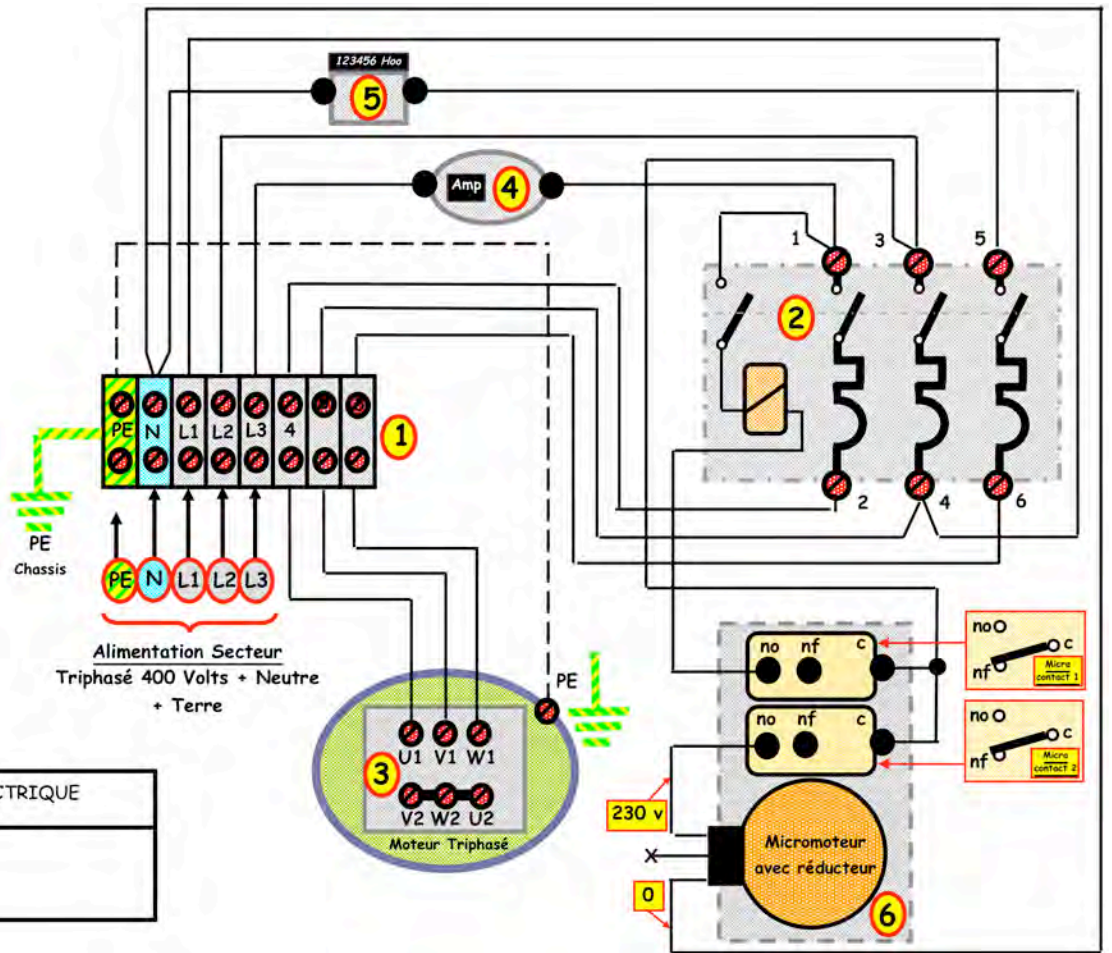 123456 Hoo
5
Amp
4
1
3
5
2
PE
N
L1
L2
L3
4
1
2
4
6
PE
Chassis
PE
N
L1
L2
L3
Alimentation Secteur
Triphasé 400 Volts + Neutre
+ Terre
PE
U1
V1
W1
3
V2
W2
U2
Moteur Triphasé
no
nf
c
no
c
nf
Micro
contact 1
no
nf
c
no
c
nf
Micro
contact 2
230 v
X
0
Micromoteur
avec réducteur
6
CTRIQUE